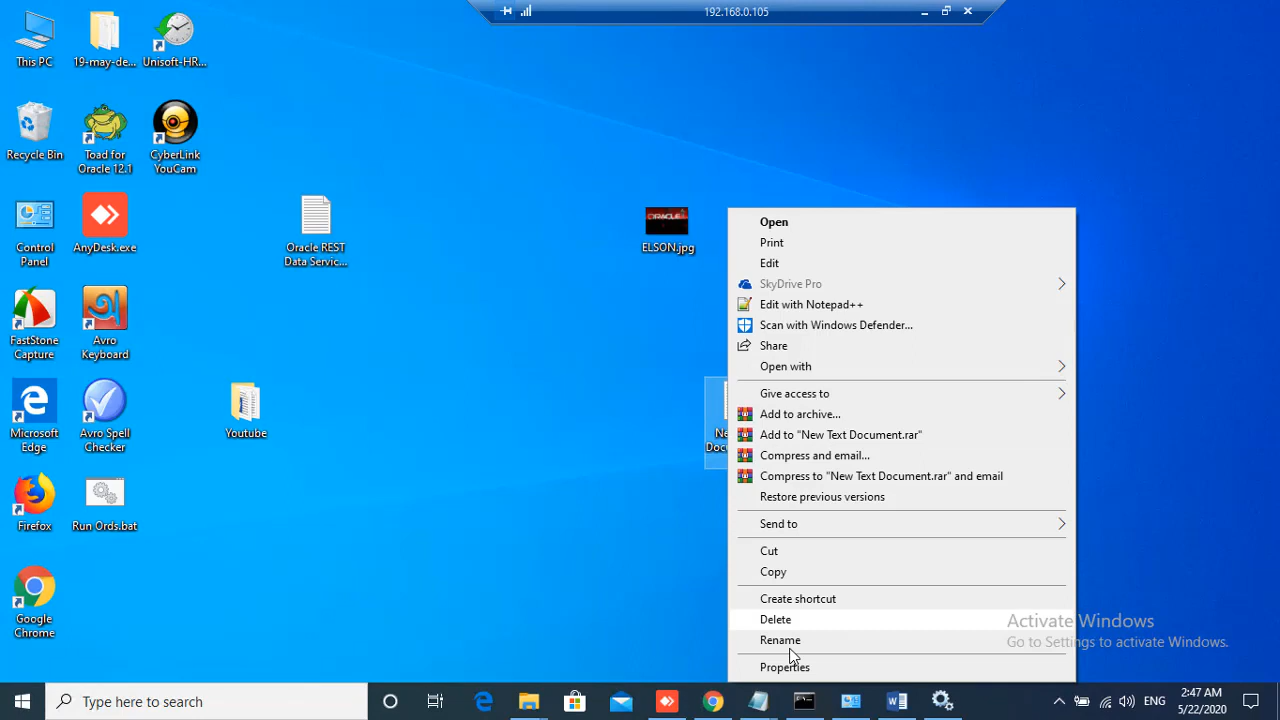 192.168.0.105
This PC
19-may-de...
Unisoft-HR...
Recycle Bin
Toad for
Oracle 12.1
CyberLink
YouCam
Control
Panel
AnyDesk.exe
Oracle REST
Data Servic...
ORACLE
ELSON.jpg
FastStone
Capture
Avro
Keyboard
Microsoft
Edge
Avro Spell
Checker
Youtube
Ne
Docu
Firefox
Run Ords.bat
Google
Chrome
Open
Print
Edit
SkyDrive Pro
Edit with Notepad++
Scan with Windows Defender...
Share
Open with
Give access to
Add to archive...
Add to "New Text Document.rar"
Compress and email...
Compress to "New Text Document.rar" and email
Restore previous versions
Send to
Cut
Copy
Create shortcut
Delete
Rename
Properties
Activate Windows
Go to Settings to activate Windows.
Type here to search
ENG
2:47 AM
5/22/2020